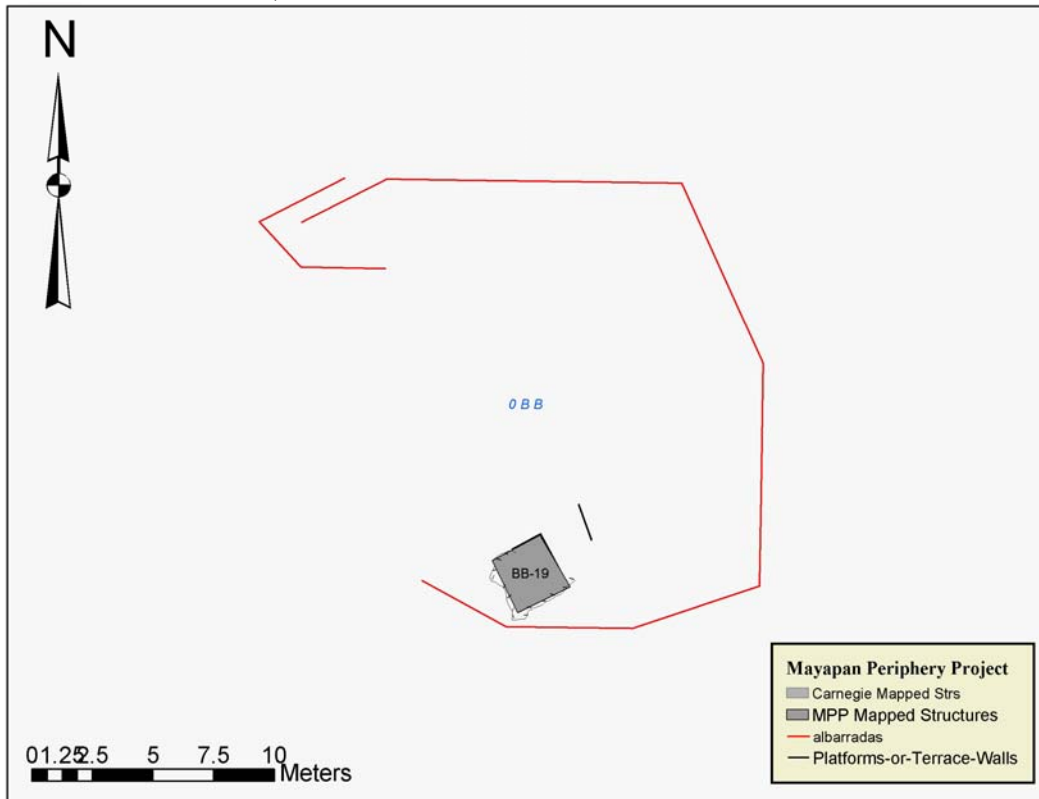 N
0 B B
BB-19
Mayapan Periphery Project
Carnegie Mapped Strs
MPP Mapped Structures
albarradas
Platforms-or-Terrace-Walls
01.252.5 5 7.5 10
Meters